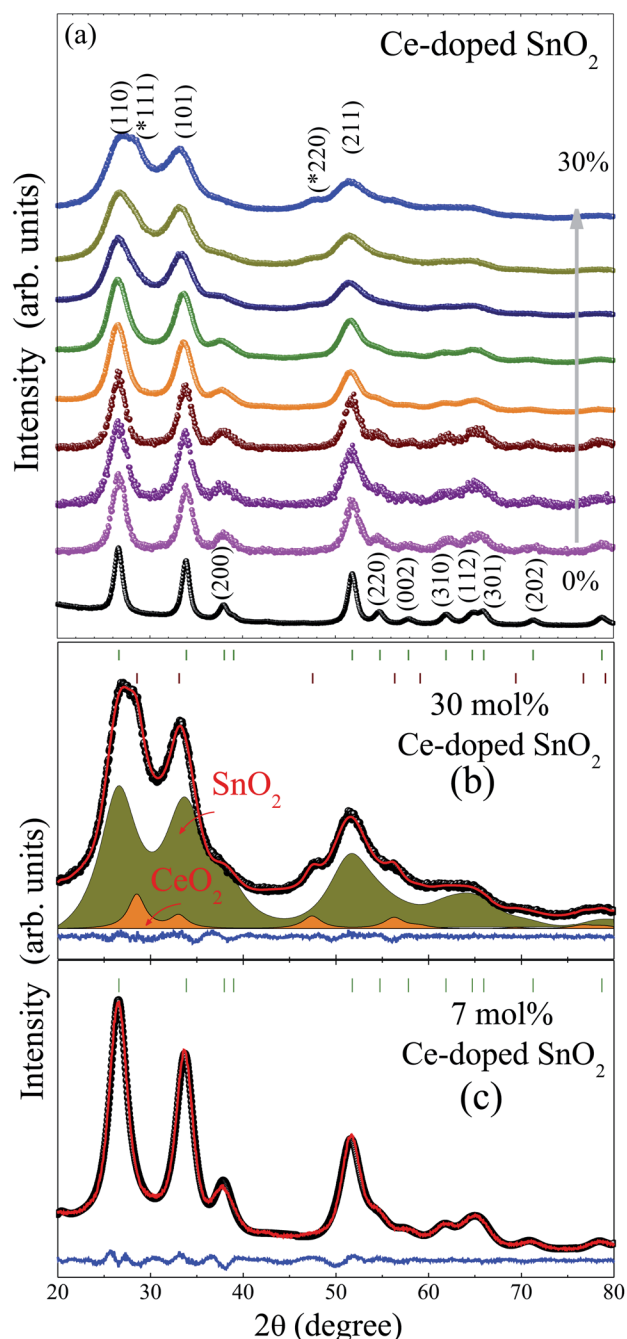 (a)
Ce-doped SnO2
(110)
(*111)
(101)
(*220)
(211)
30%
Intensity (arb. units)
(200)
(220)
(002)
(310)
(112)
(301)
(202)
0%
30 mol%
Ce-doped SnO2
(b)
SnO2
CeO2
Intensity (arb. units)
7 mol%
Ce-doped SnO2
(c)
20 30 40 50 60 70 80
2θ (degree)